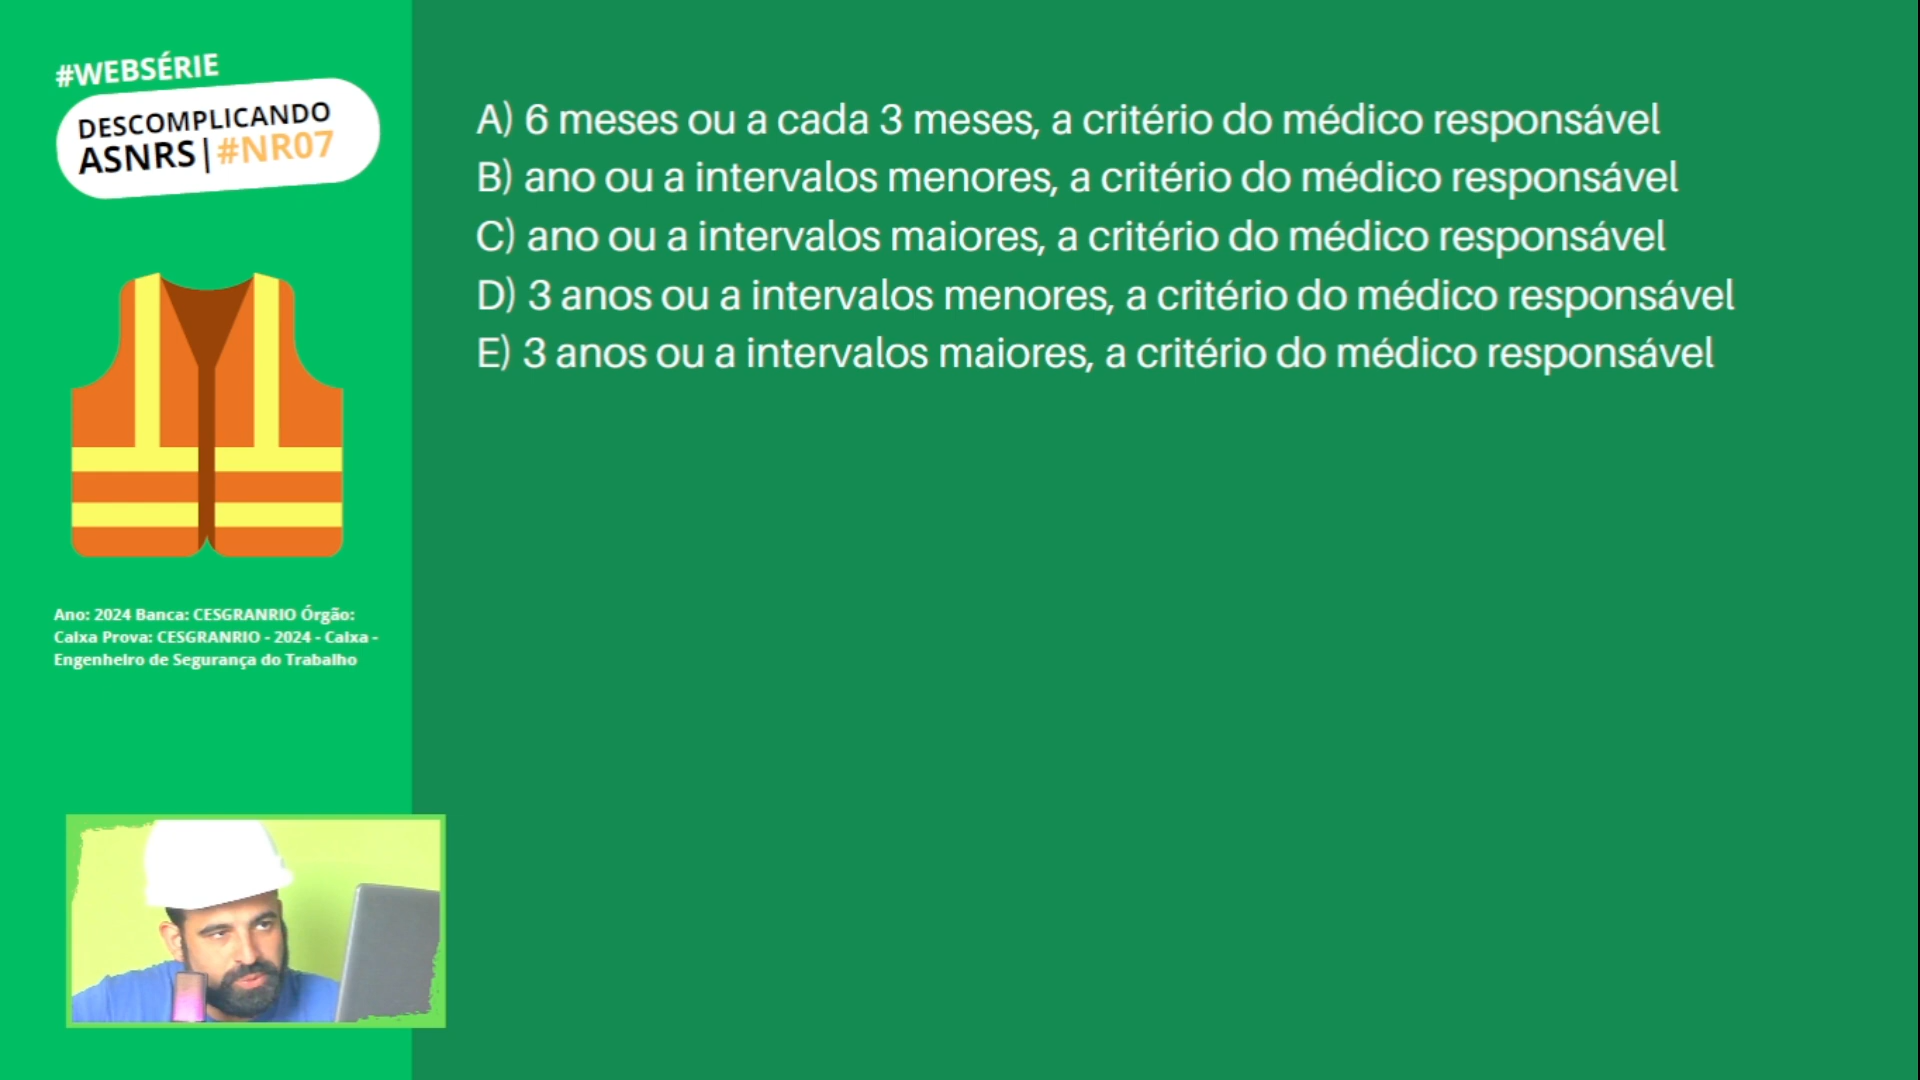 #WEBSÉRIE
DESCOMPLICANDO
ASNRS|#NR07
A) 6 meses ou a cada 3 meses, a critério do médico responsável
B) ano ou a intervalos menores, a critério do médico responsável
C) ano ou a intervalos maiores, a critério do médico responsável
D) 3 anos ou a intervalos menores, a critério do médico responsável
E) 3 anos ou a intervalos maiores, a critério do médico responsável
Ano: 2024 Banca: CESGRANRIO Órgão:
Caixa Prova: CESGRANRIO - 2024 - Caixa -
Engenheiro de Segurança do Trabalho